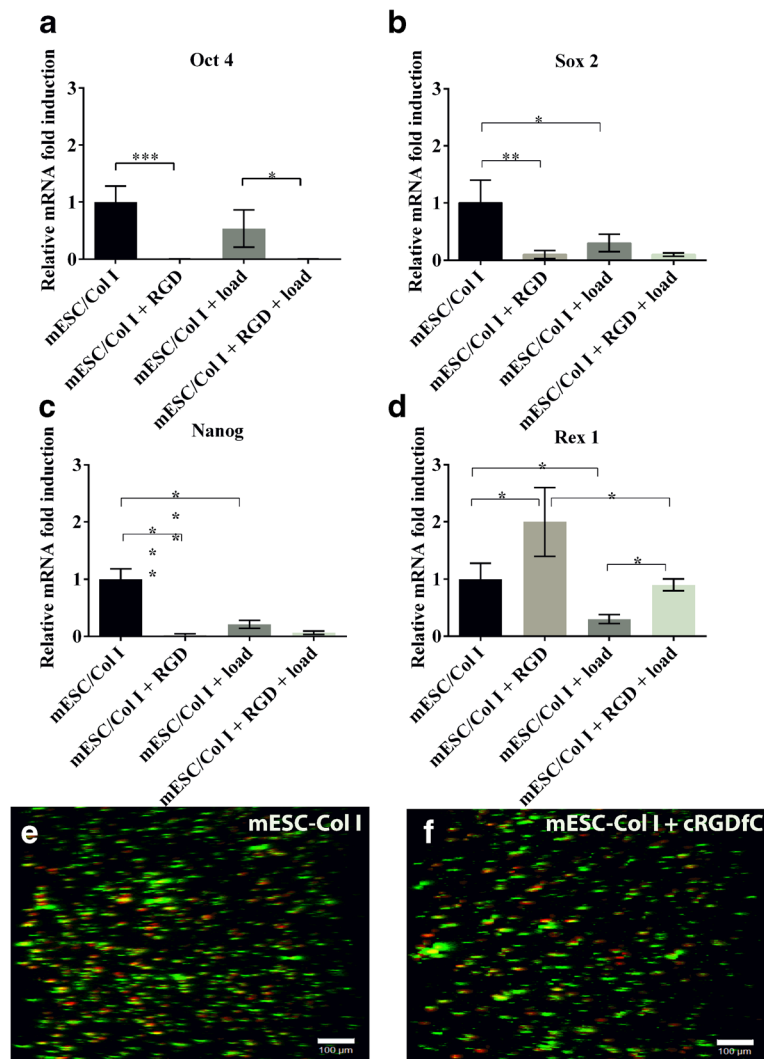 a
b
Oct 4
Sox 2
Relative mRNA fold induction
3
2
1
0
***
*
mESC/Col I
mESC/Col I + RGD
mESC/Col I + load
mESC/Col I + RGD + load
Relative mRNA fold induction
3
2
1
0
*
**
mESC/Col I
mESC/Col I + RGD
mESC/Col I + load
mESC/Col I + RGD + load
c
d
Nanog
Rex 1
Relative mRNA fold induction
3
2
1
0
*
*
* *
*
*
mESC/Col I
mESC/Col I + RGD
mESC/Col I + load
mESC/Col I + RGD + load
Relative mRNA fold induction
3
2
1
0
*
*
*
*
mESC/Col I
mESC/Col I + RGD
mESC/Col I + load
mESC/Col I + RGD + load
e
mESC-Col I
100 µm
f
mESC-Col I + cRGDfC
100 µm